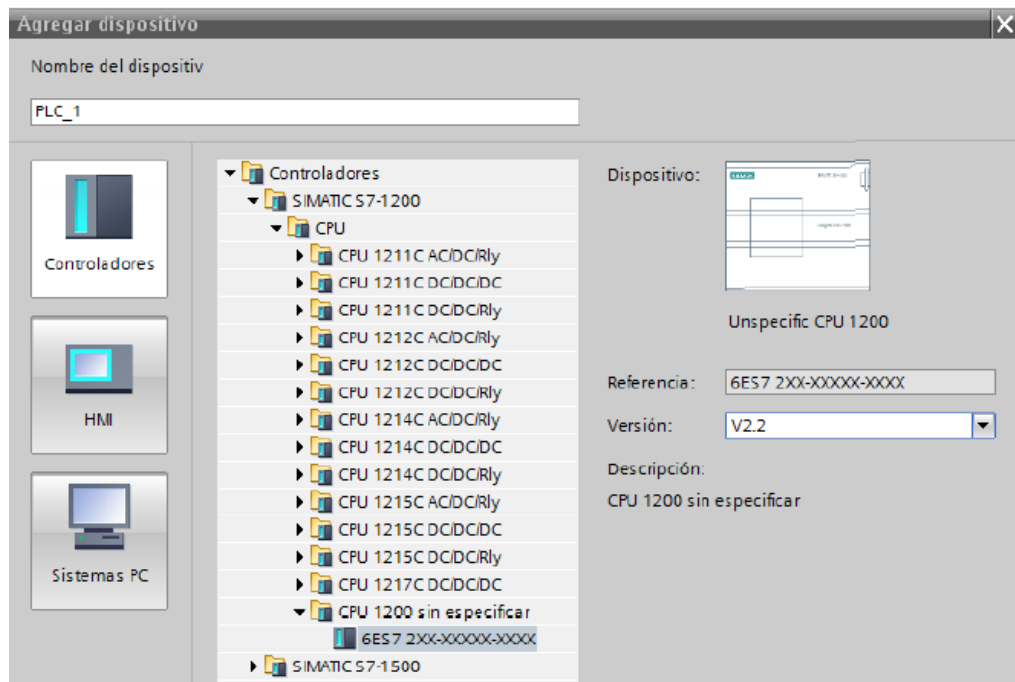 Agregar dispositivo
Nombre del dispositiv
PLC_1
Controladores
HMI
Sistemas PC
Controladores
SIMATIC S7-1200
CPU
CPU 1211C AC/DC/Rly
CPU 1211C DC/DC/DC
CPU 1211C DC/DC/Rly
CPU 1212C AC/DC/Rly
CPU 1212C DC/DC/DC
CPU 1212C DC/DC/Rly
CPU 1214C AC/DC/Rly
CPU 1214C DC/DC/DC
CPU 1214C DC/DC/Rly
CPU 1215C AC/DC/Rly
CPU 1215C DC/DC/DC
CPU 1215C DC/DC/Rly
CPU 1217C DC/DC/DC
CPU 1200 sin especificar
6ES7 2XX-XXXXX-XXXX
SIMATIC S7-1500
Dispositivo:
Unspecific CPU 1200
Referencia: 6ES7 2XX-XXXXX-XXXX
Versión: V2.2
Descripción:
CPU 1200 sin especificar